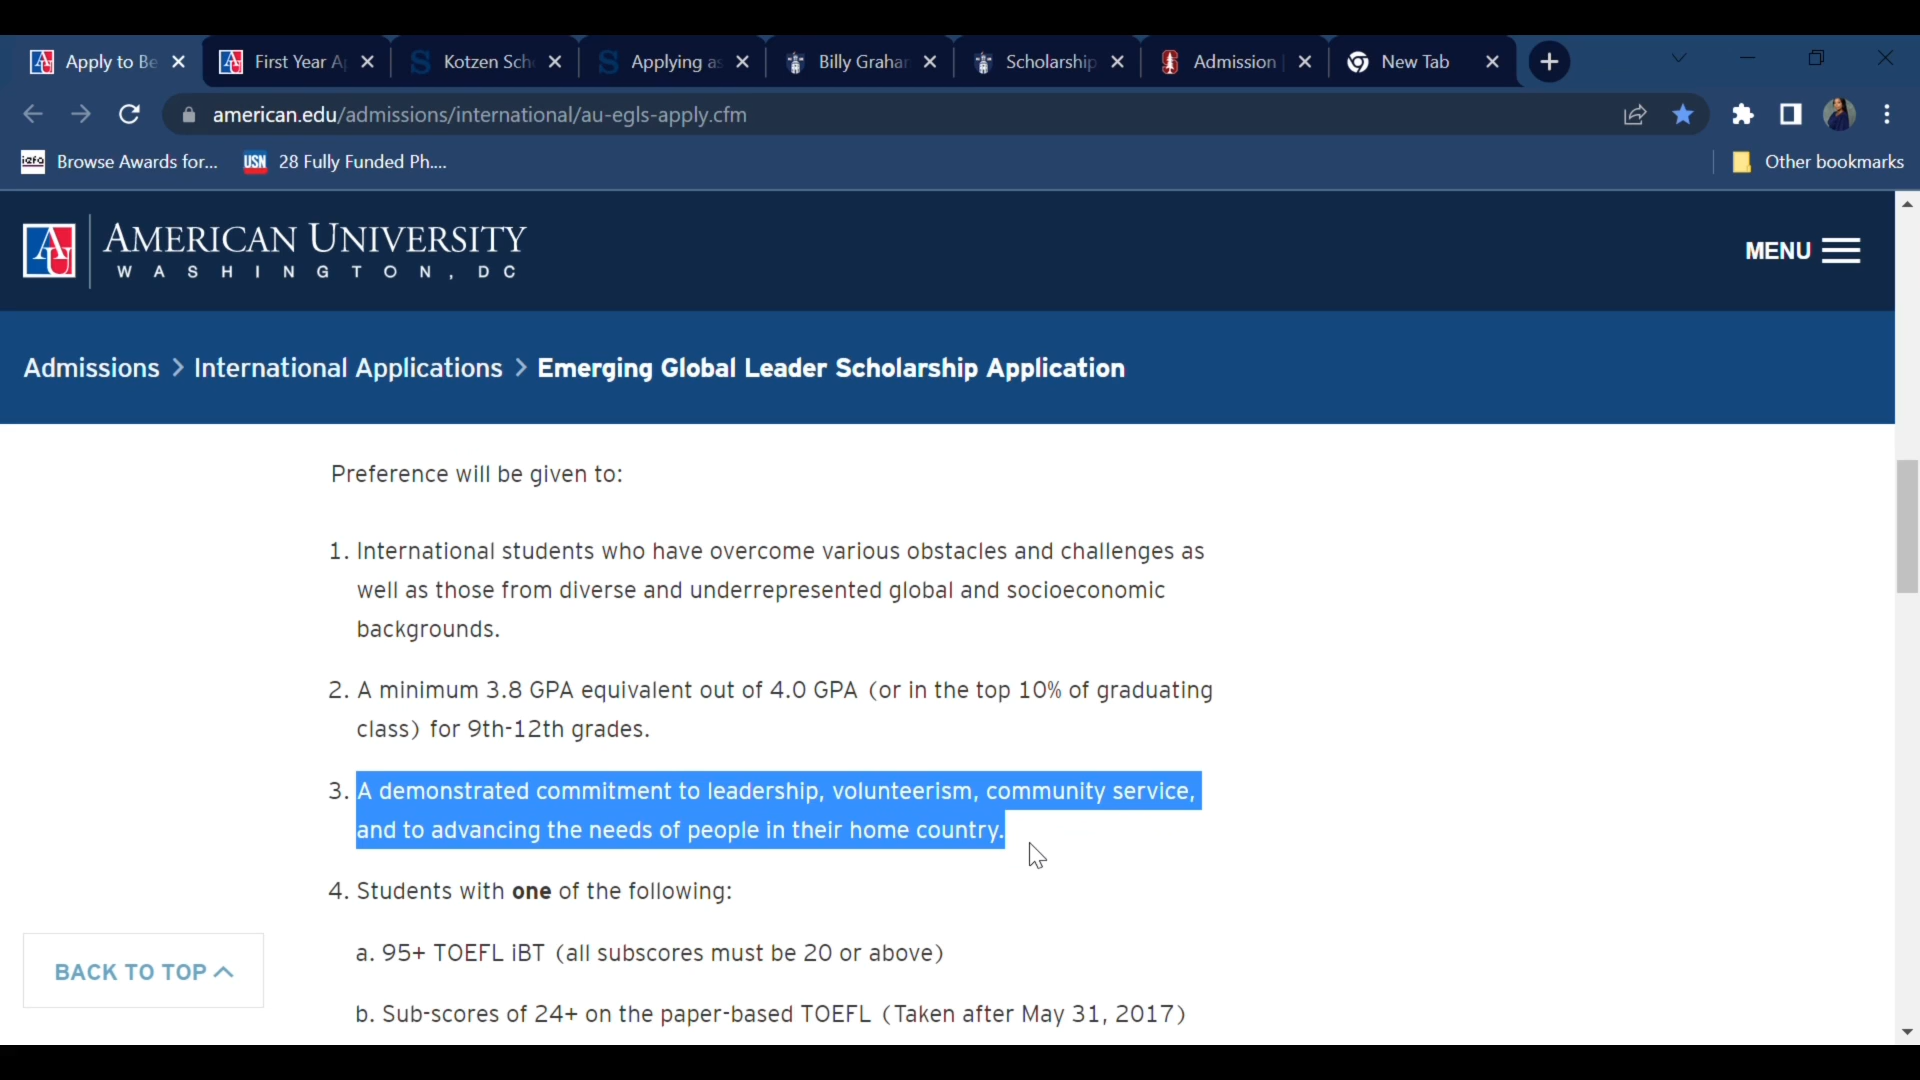 Apply to Be
First Year A
Kotzen Sch
Applying as
Billy Graha
Scholarship
Admission
New Tab
american.edu/admissions/international/au-egls-apply.cfm
iefa
Browse Awards for...
USN
28 Fully Funded Ph....
Other bookmarks
AU
AMERICAN UNIVERSITY
WASHINGTON, DC
MENU
Admissions > International Applications > Emerging Global Leader Scholarship Application
Preference will be given to:
1. International students who have overcome various obstacles and challenges as
well as those from diverse and underrepresented global and socioeconomic
backgrounds.
2. A minimum 3.8 GPA equivalent out of 4.0 GPA (or in the top 10% of graduating
class) for 9th-12th grades.
3. A demonstrated commitment to leadership, volunteerism, community service,
and to advancing the needs of people in their home country.
4. Students with one of the following:
a. 95+ TOEFL iBT (all subscores must be 20 or above)
BACK TO TOP
b. Sub-scores of 24+ on the paper-based TOEFL (Taken after May 31, 2017)